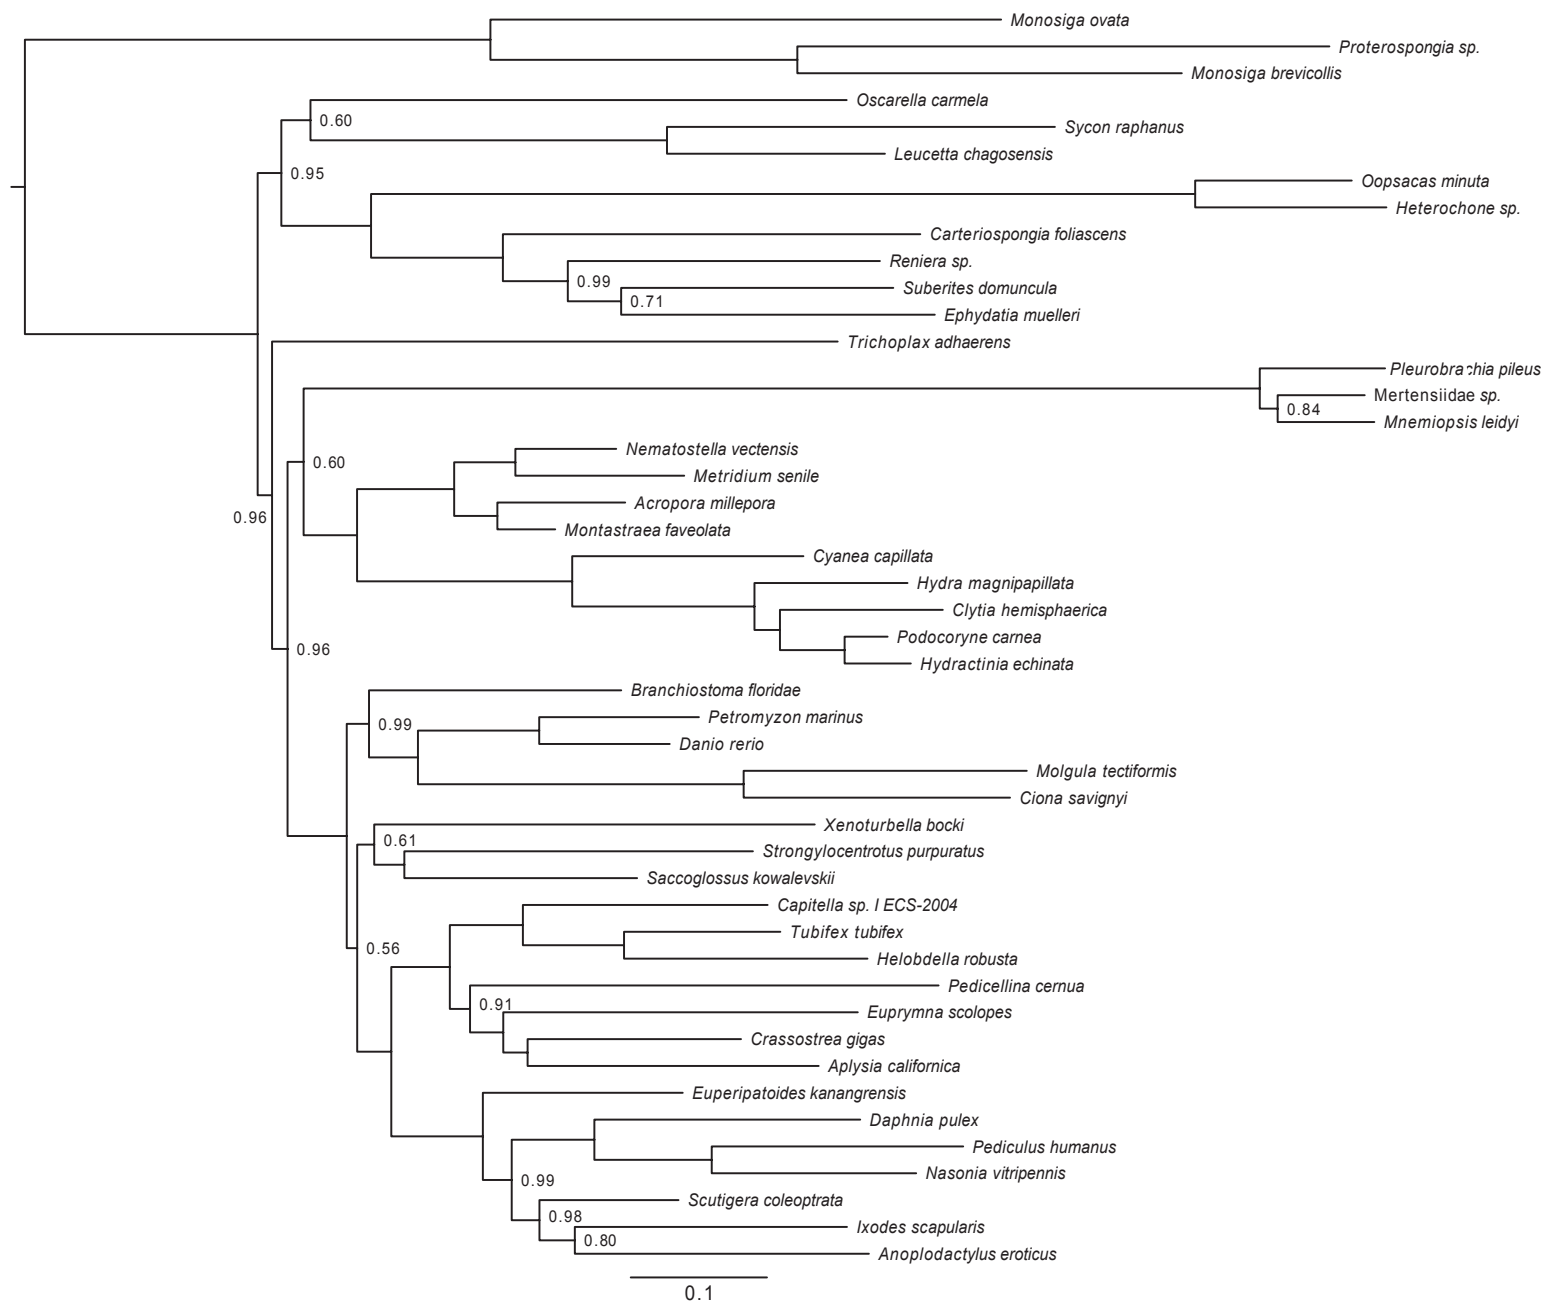 Monosiga ovata
Proterospongia sp.
Monosiga brevicollis
Oscarella carmela
0.60
Sycon raphanus
Leucetta chagosensis
0.95
Oopsacas minuta
Heterochone sp.
Carteriospongia foliascens
Reniera sp.
0.99
Suberites domuncula
0.71
Ephydatia muelleri
Trichoplax adhaerens
Pleurobrachia pileus
Mertensiidae sp.
0.84
Mnemiopsis leidyi
Nematostella vectensis
0.60
Metridium senile
Acropora millepora
0.96
Montastraea faveolata
Cyanea capillata
Hydra magnipapillata
Clytia hemisphaerica
Podocoryne carnea
0.96
Hydractinia echinata
Branchiostoma floridae
Petromyzon marinus
0.99
Danio rerio
Molgula tectiformis
Ciona savignyi
Xenoturbella bocki
0.61
Strongylocentrotus purpuratus
Saccoglossus kowalevskii
Capitella sp. I ECS-2004
Tubifex tubifex
0.56
Helobdella robusta
Pedicellina cernua
0.91
Euprymna scolopes
Crassostrea gigas
Aplysia californica
Euperipatoides kanangrensis
Daphnia pulex
Pediculus humanus
Nasonia vitripennis
0.99
Scutigera coleoptrata
0.98
Ixodes scapularis
0.80
Anoplodactylus eroticus
0.1